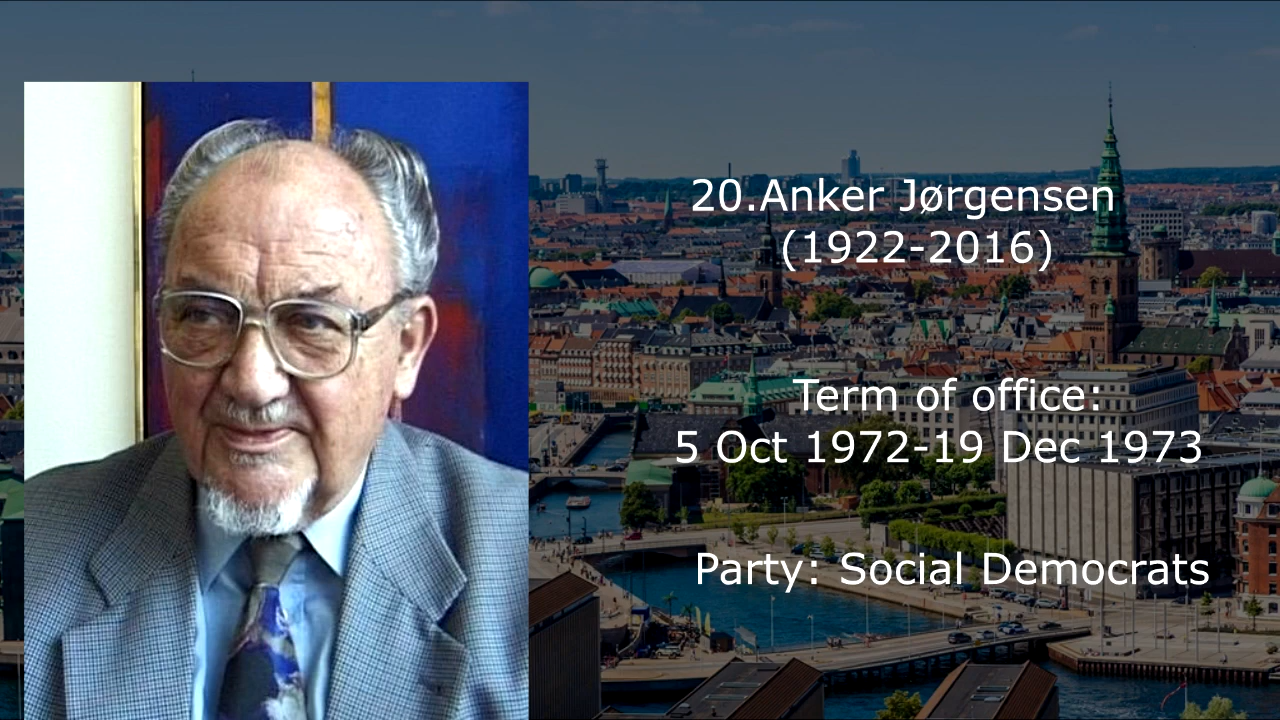 20.Anker Jørgensen
(1922-2016)
Term of office:
5 Oct 1972-19 Dec 1973
Party: Social Democrats